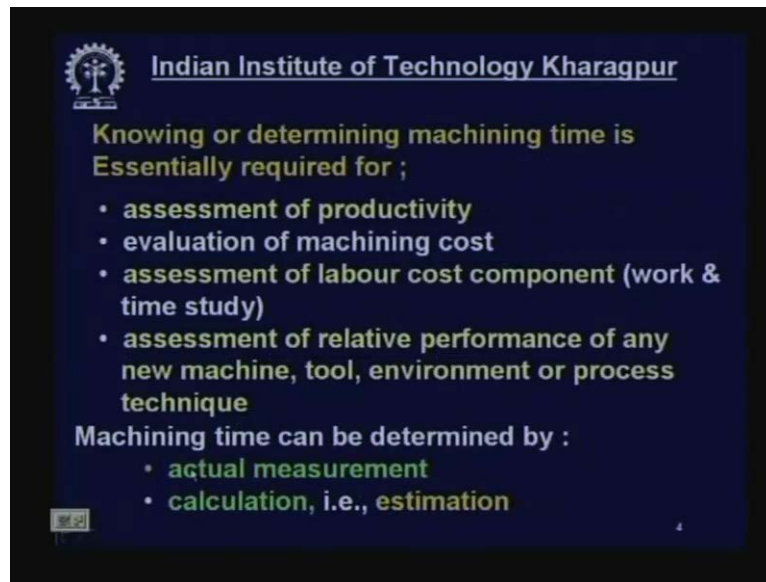 Indian Institute of Technology Kharagpur
Knowing or determining machining time is
Essentially required for ;
• assessment of productivity
• evaluation of machining cost
• assessment of labour cost component (work &
time study)
• assessment of relative performance of any
new machine, tool, environment or process
technique
Machining time can be determined by :
• actual measurement
• calculation, i.e., estimation
4